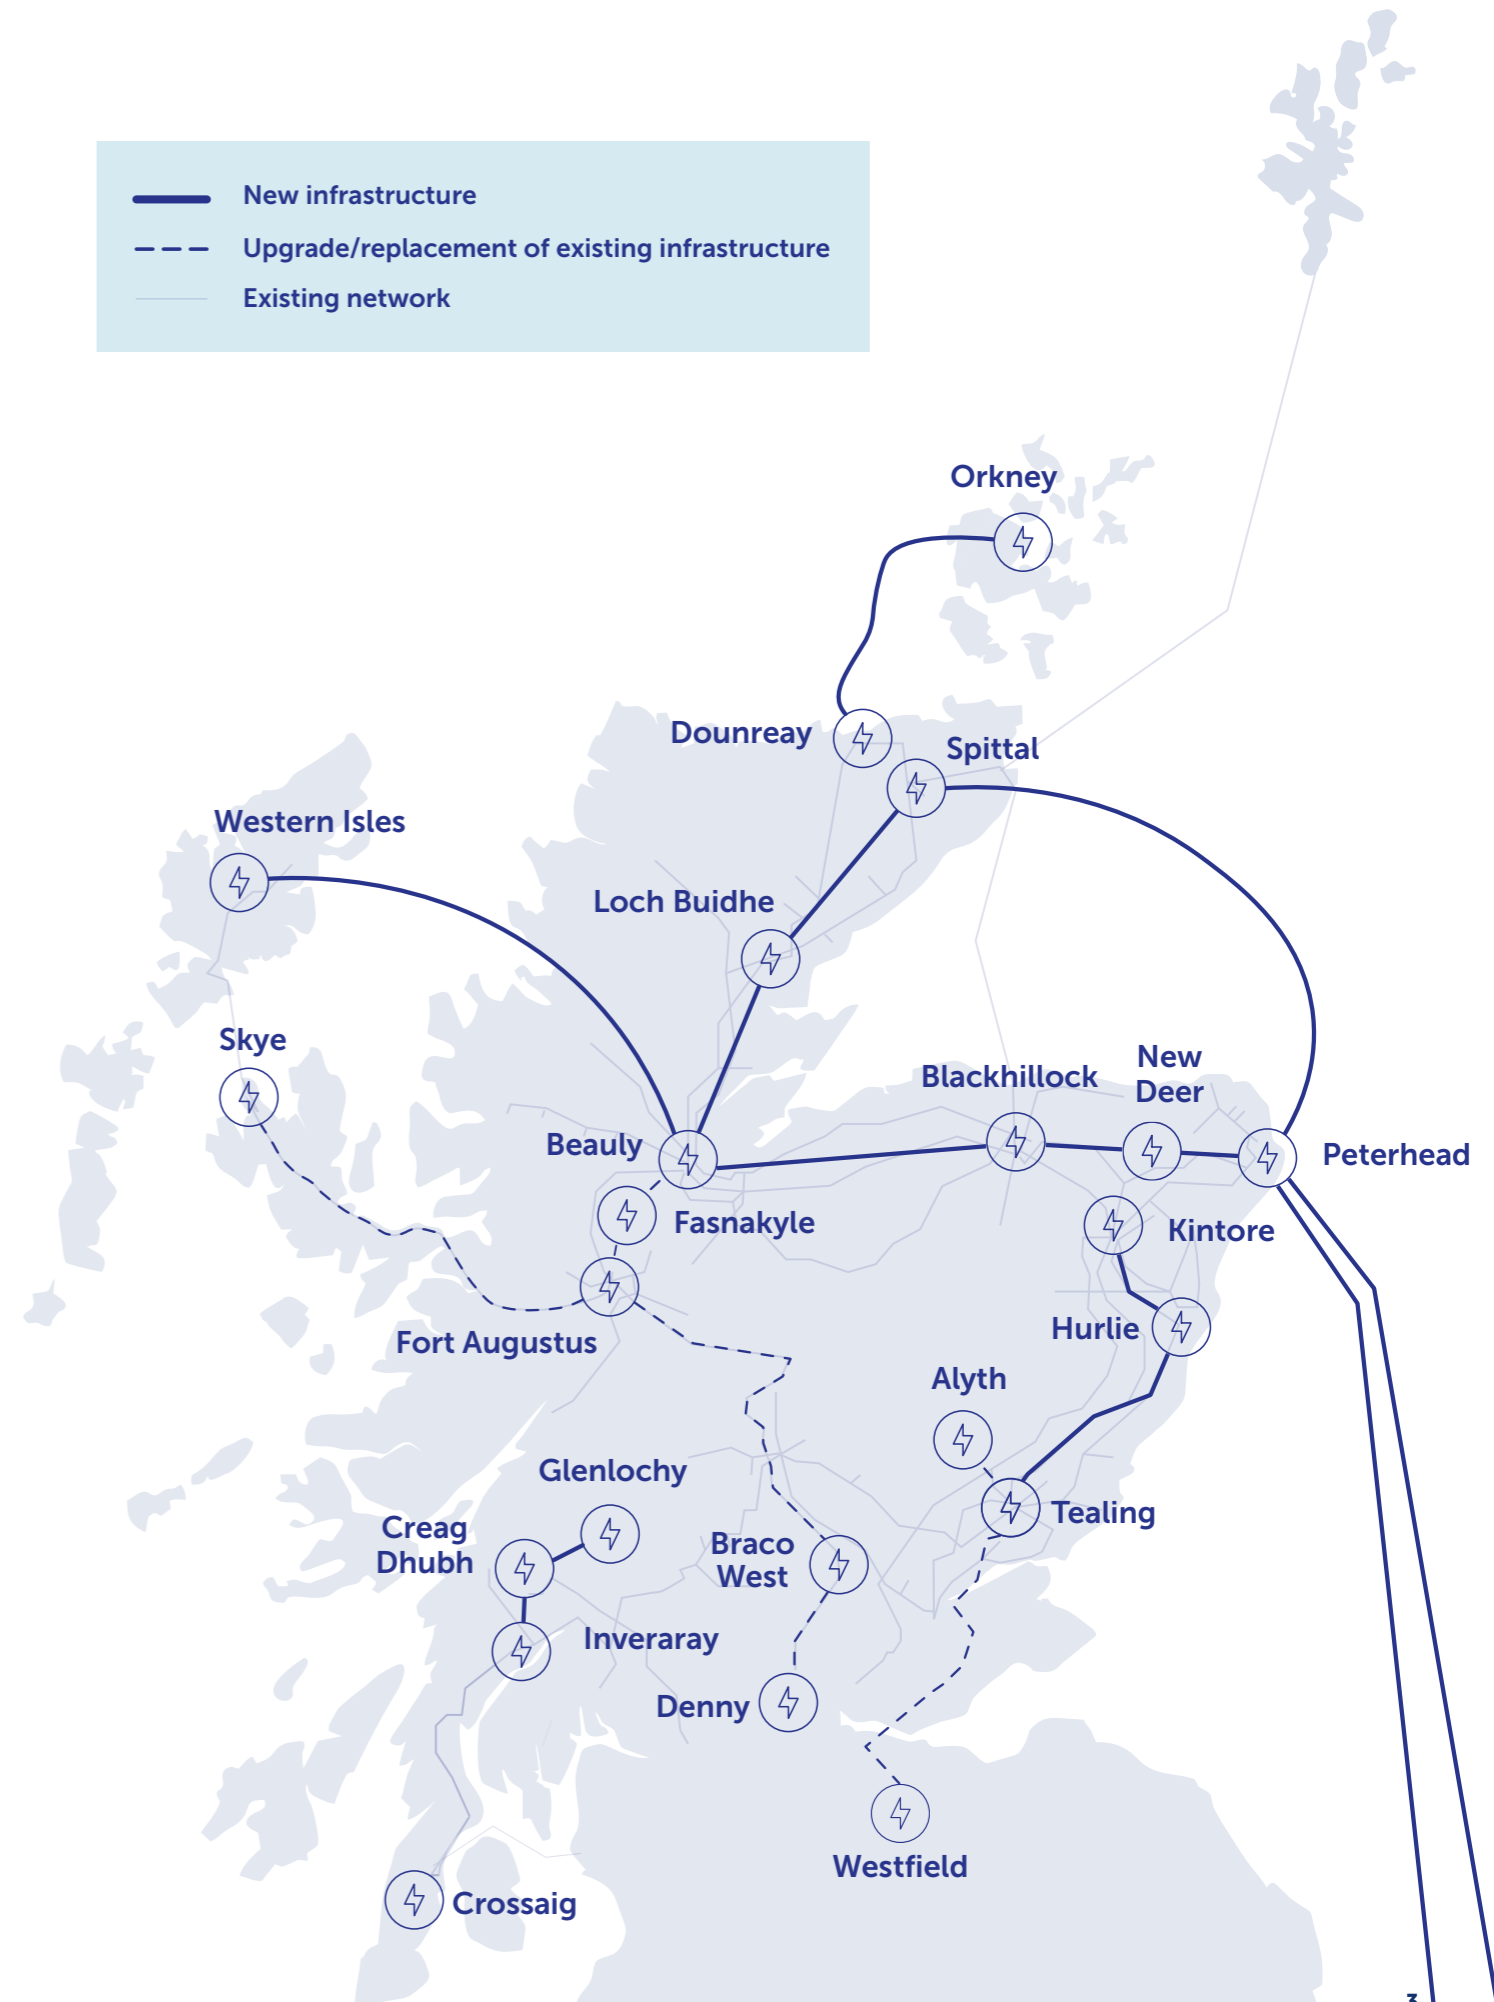 New infrastructure
Upgrade/replacement of existing infrastructure
Existing network
Orkney
Dounreay
Spittal
Western Isles
Loch Buidhe
Skye
Blackhillock
New
Deer
Beauly
Peterhead
Fasnakyle
Kintore
Fort Augustus
Hurlie
Alyth
Glenlochy
Creag
Dhubh
Tealing
Braco
West
Inveraray
Denny
Westfield
Crossaig
3